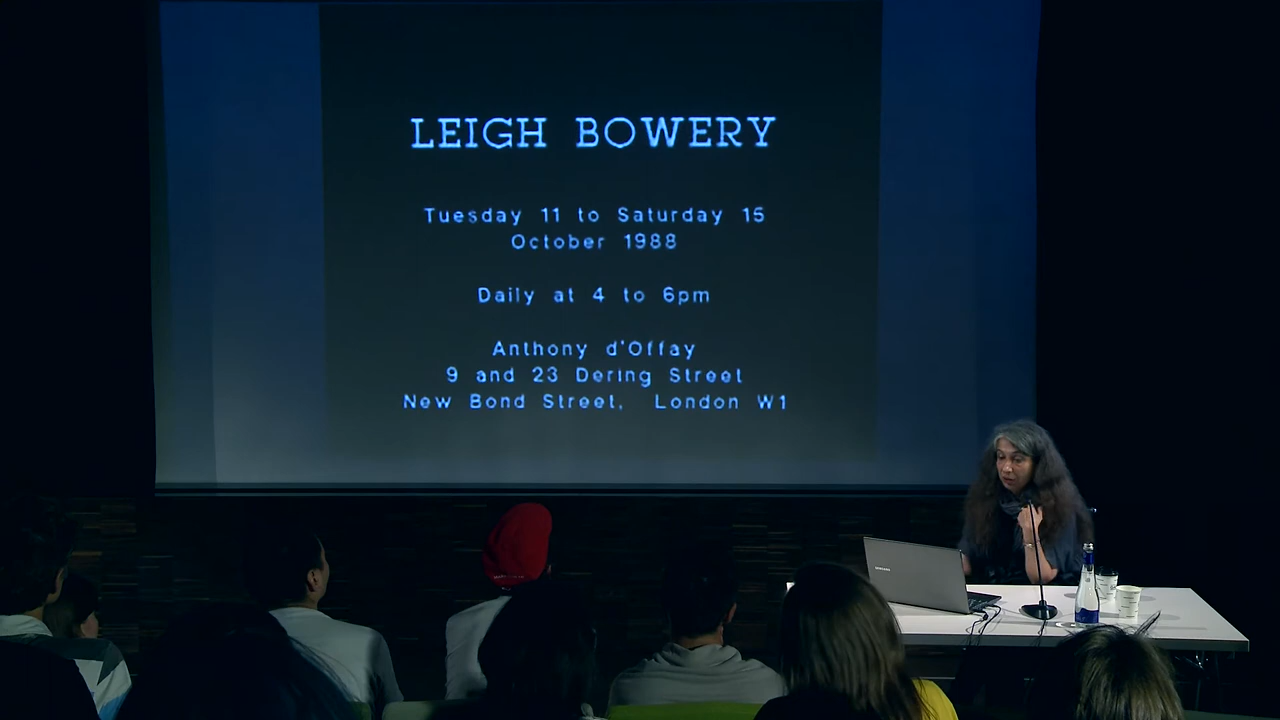 LEIGH BOWERY
Tuesday 11 to Saturday 15
October 1988
Daily at 4 to 6pm
Anthony d'Offay
9 and 23 Dering Street
New Bond Street, London W1
SAMSUNG